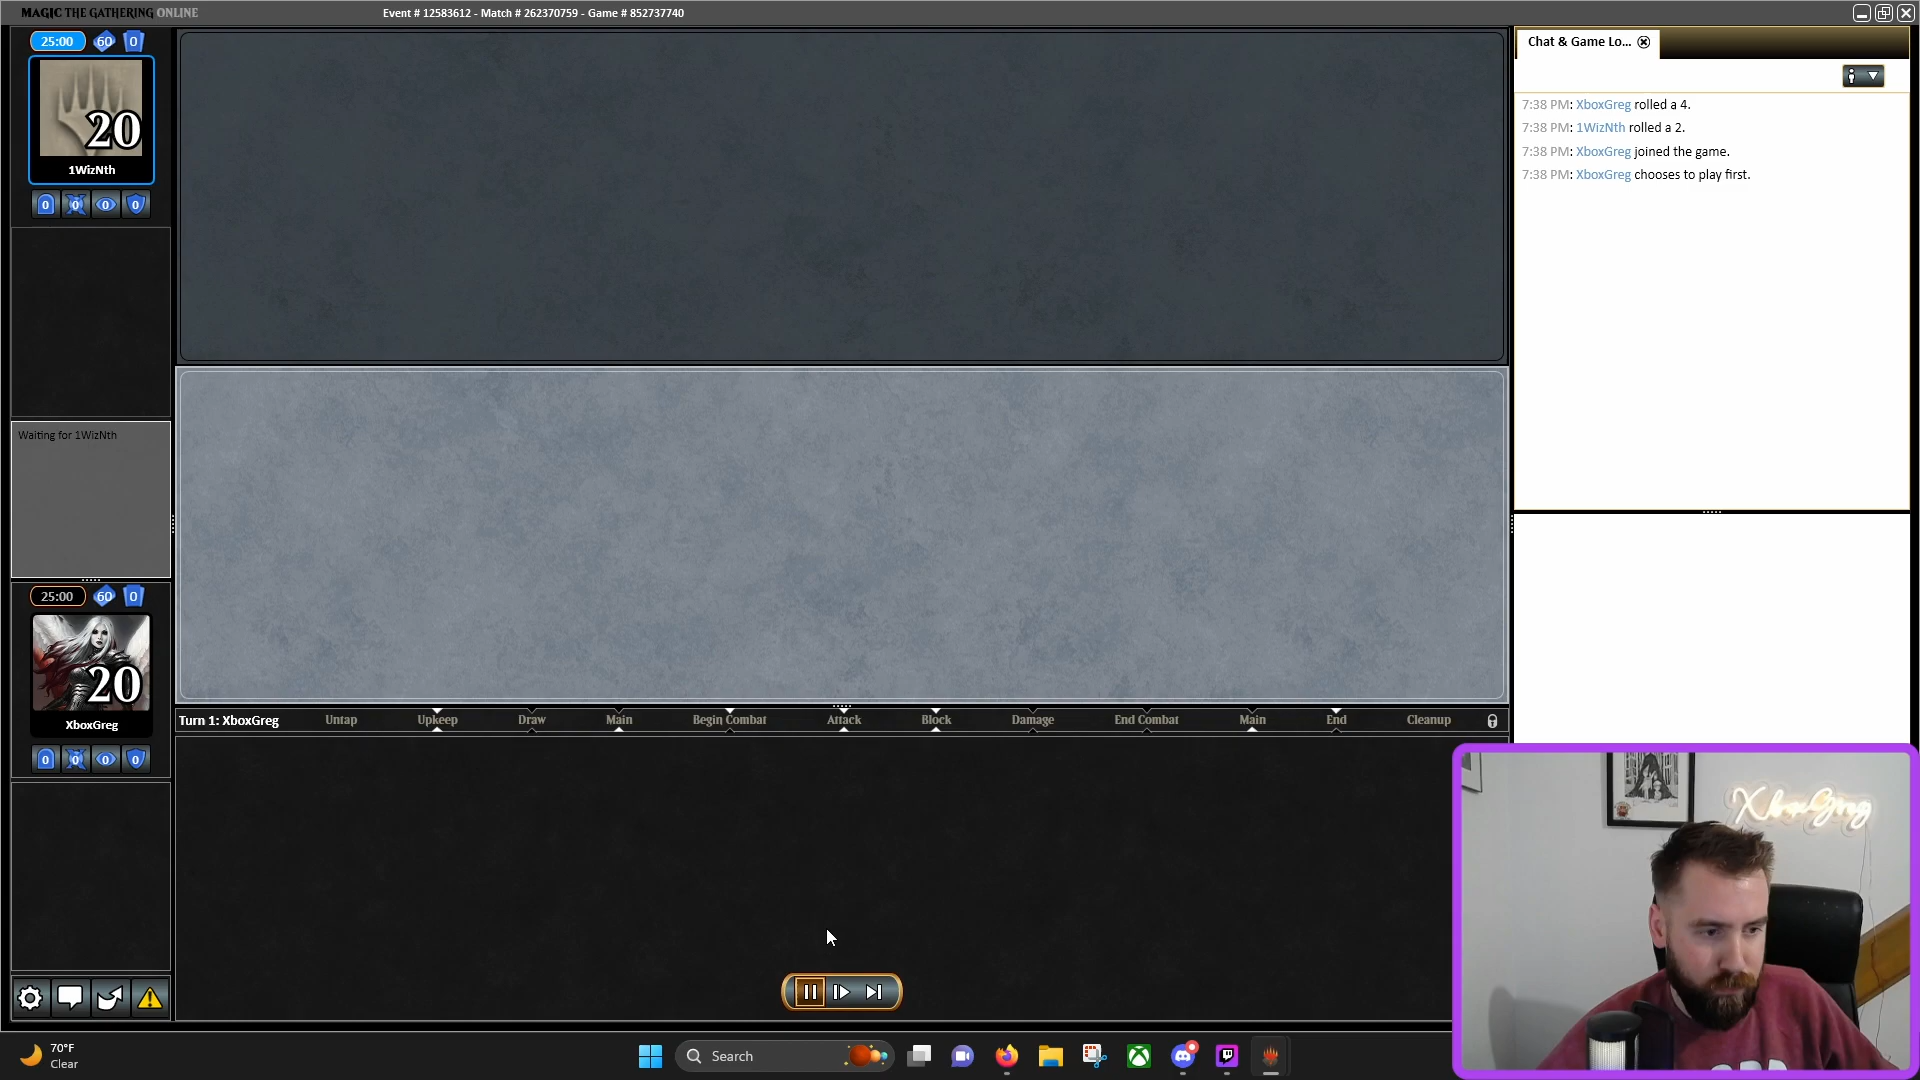 MAGIC THE GATHERING ONLINE
Event # 12583612 - Match # 262370759 - Game # 852737740
25:00 60 0
20
1WizNth
0 0 0 0
Waiting for 1WizNth
25:00 60 0
20
XboxGreg
0 0 0 0
Turn 1: XboxGreg Untap Upkeep Draw Main Begin Combat Attack Block Damage End Combat Main End Cleanup
Chat & Game Lo...
7:38 PM: XboxGreg rolled a 4.
7:38 PM: 1WizNth rolled a 2.
7:38 PM: XboxGreg joined the game.
7:38 PM: XboxGreg chooses to play first.
XboxGreg
70°F
Clear
Search